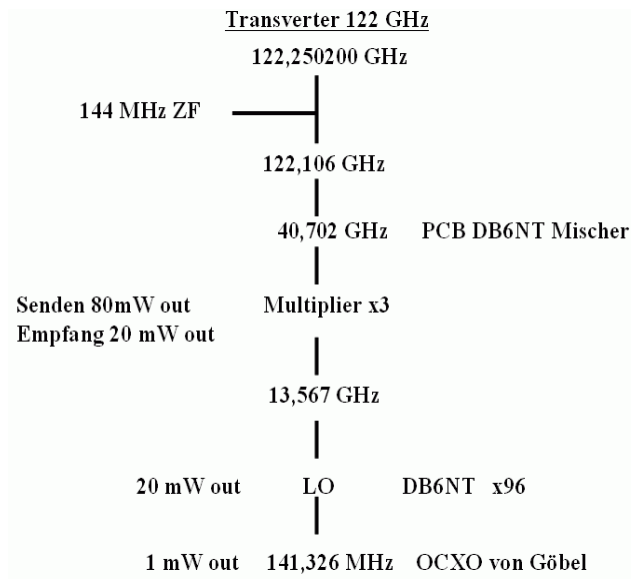 Transverter 122 GHz
122,250200 GHz
144 MHz ZF
122,106 GHz
40,702 GHz PCB DB6NT Mischer
Senden 80mW out Multiplier x3
Empfang 20 mW out
13,567 GHz
20 mW out LO DB6NT x96
1 mW out 141,326 MHz OCXO von Göbel